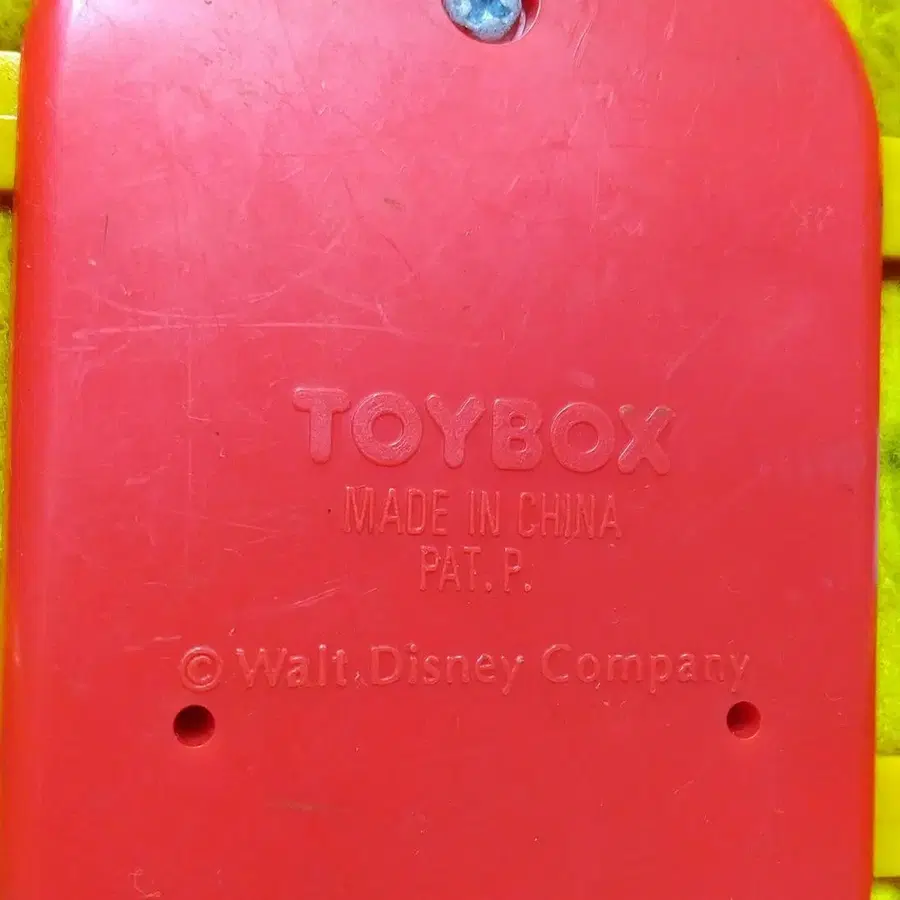 TOYBOX
MADE IN CHINA
PAT. P.
© Walt Disney Company